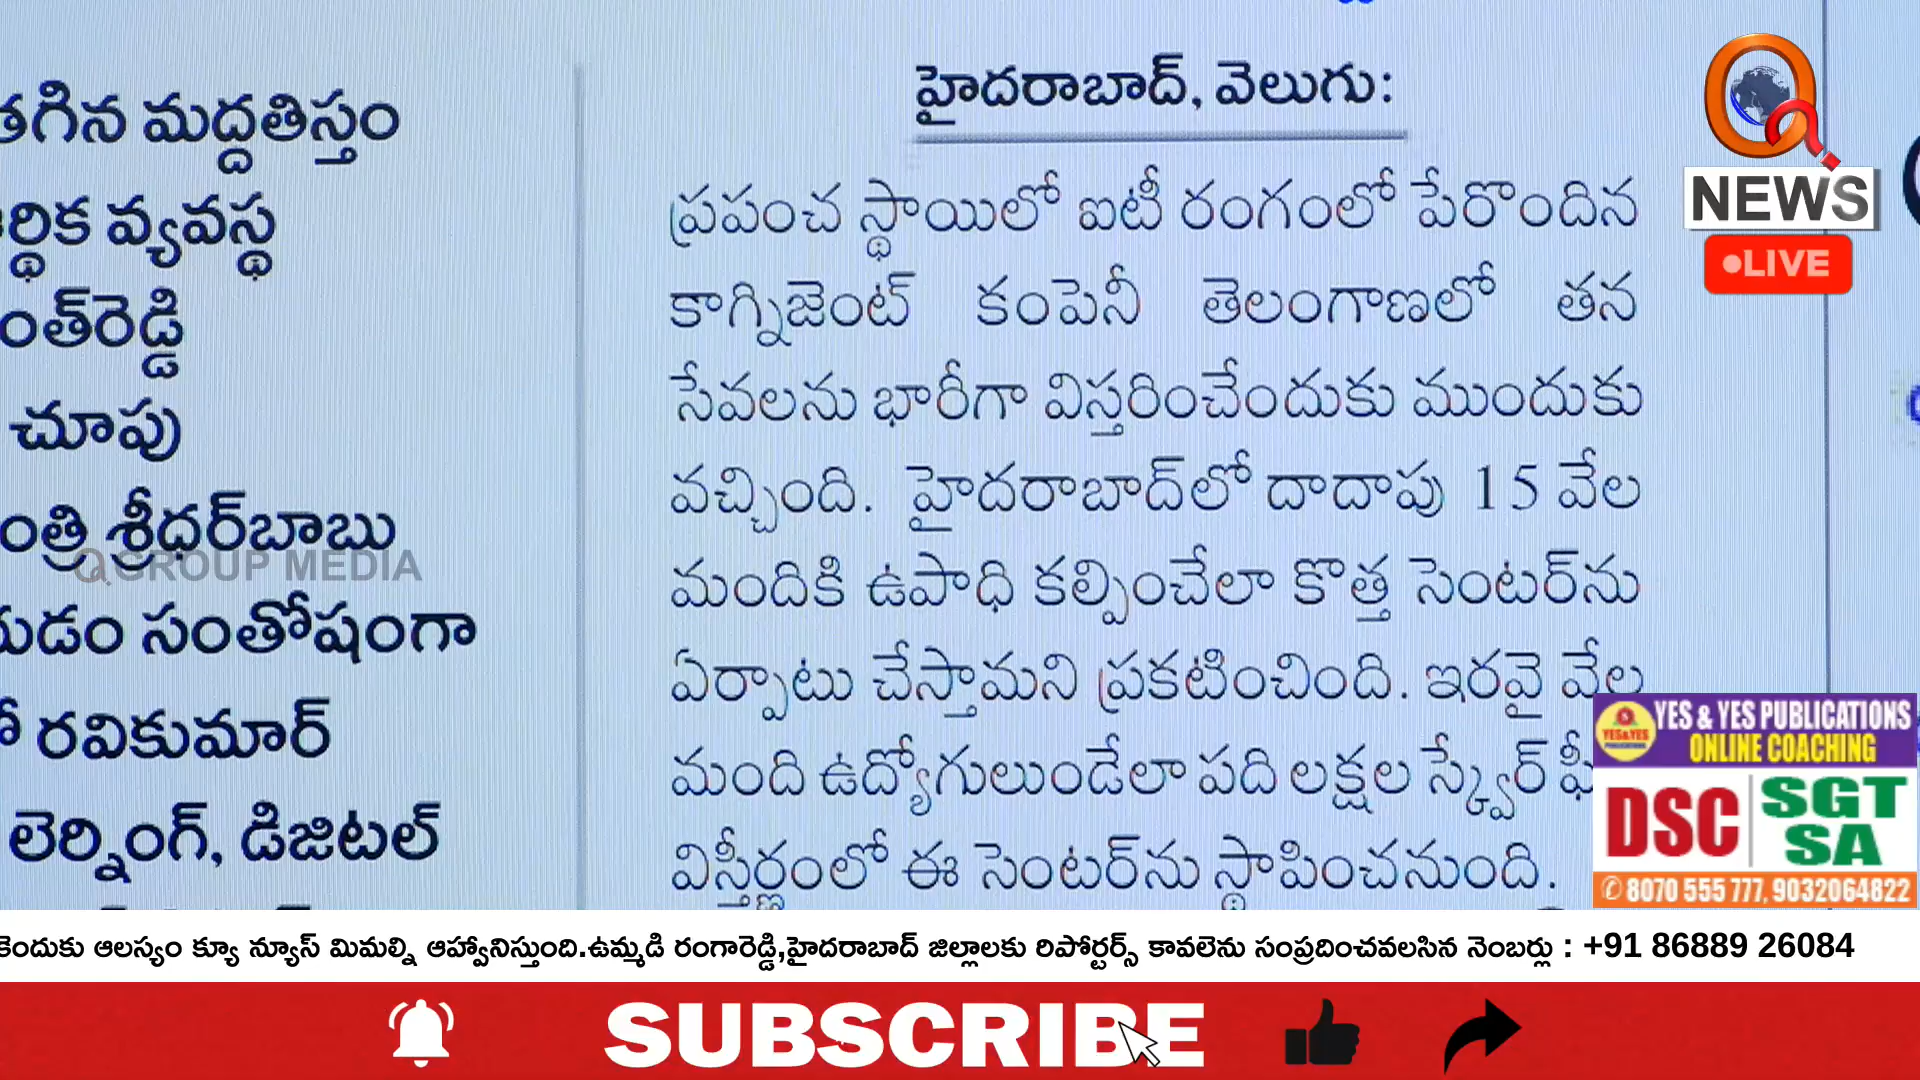 తగిన మద్దతిస్తం
వ్యవస్థ
చూపు
శ్రీధర్‌బాబు
సంతోషంగా
రవికుమార్
లెర్నింగ్, డిజిటల్
హైదరాబాద్, వెలుగు:
ప్రపంచ స్థాయిలో ఐటీ రంగంలో పేరొందిన
కాగ్నిజెంట్ కంపెనీ తెలంగాణలో తన
సేవలను భారీగా విస్తరించేందుకు ముందుకు
వచ్చింది. హైదరాబాద్‌లో దాదాపు 15 వేల
మందికి ఉపాధి కల్పించేలా కొత్త సెంటర్‌ను
ఏర్పాటు చేస్తామని ప్రకటించింది. ఇరవై వేల
మంది ఉద్యోగులుండేలా పది లక్షల స్క్వేర్
విస్తీర్ణంలో ఈ సెంటర్‌ను స్థాపించనుంది.
Q
NEWS
LIVE
Q GROUP MEDIA
YES & YES PUBLICATIONS
ONLINE COACHING
DSC SGT
SA
8070 555 777, 9032064822
ఆలస్యం క్యూ న్యూస్ మిమల్ని ఆహ్వానిస్తుంది.ఉమ్మడి రంగారెడ్డి,హైదరాబాద్ జిల్లాలకు రిపోర్టర్స్ కావలెను సంప్రదించవలసిన నెంబర్లు : +91 86889 26084
SUBSCRIBE